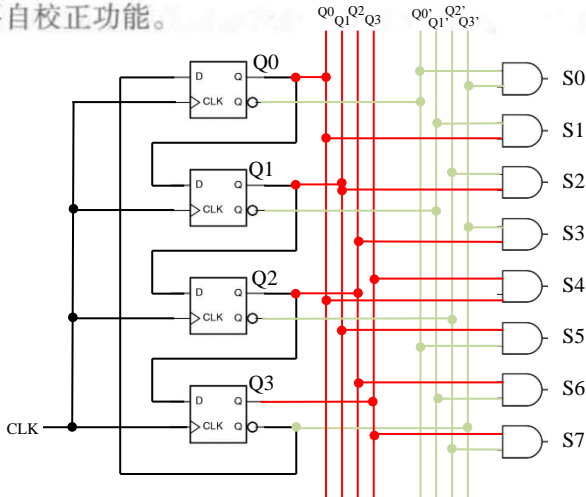 自校正功能。
Q0 Q1 Q2 Q3 Q0' Q1' Q2' Q3'
Q0
D Q
CLK Q
S0
S1
Q1
D Q
CLK Q
S2
S3
Q2
D Q
CLK Q
S4
S5
Q3
D Q
CLK Q
S6
S7
CLK